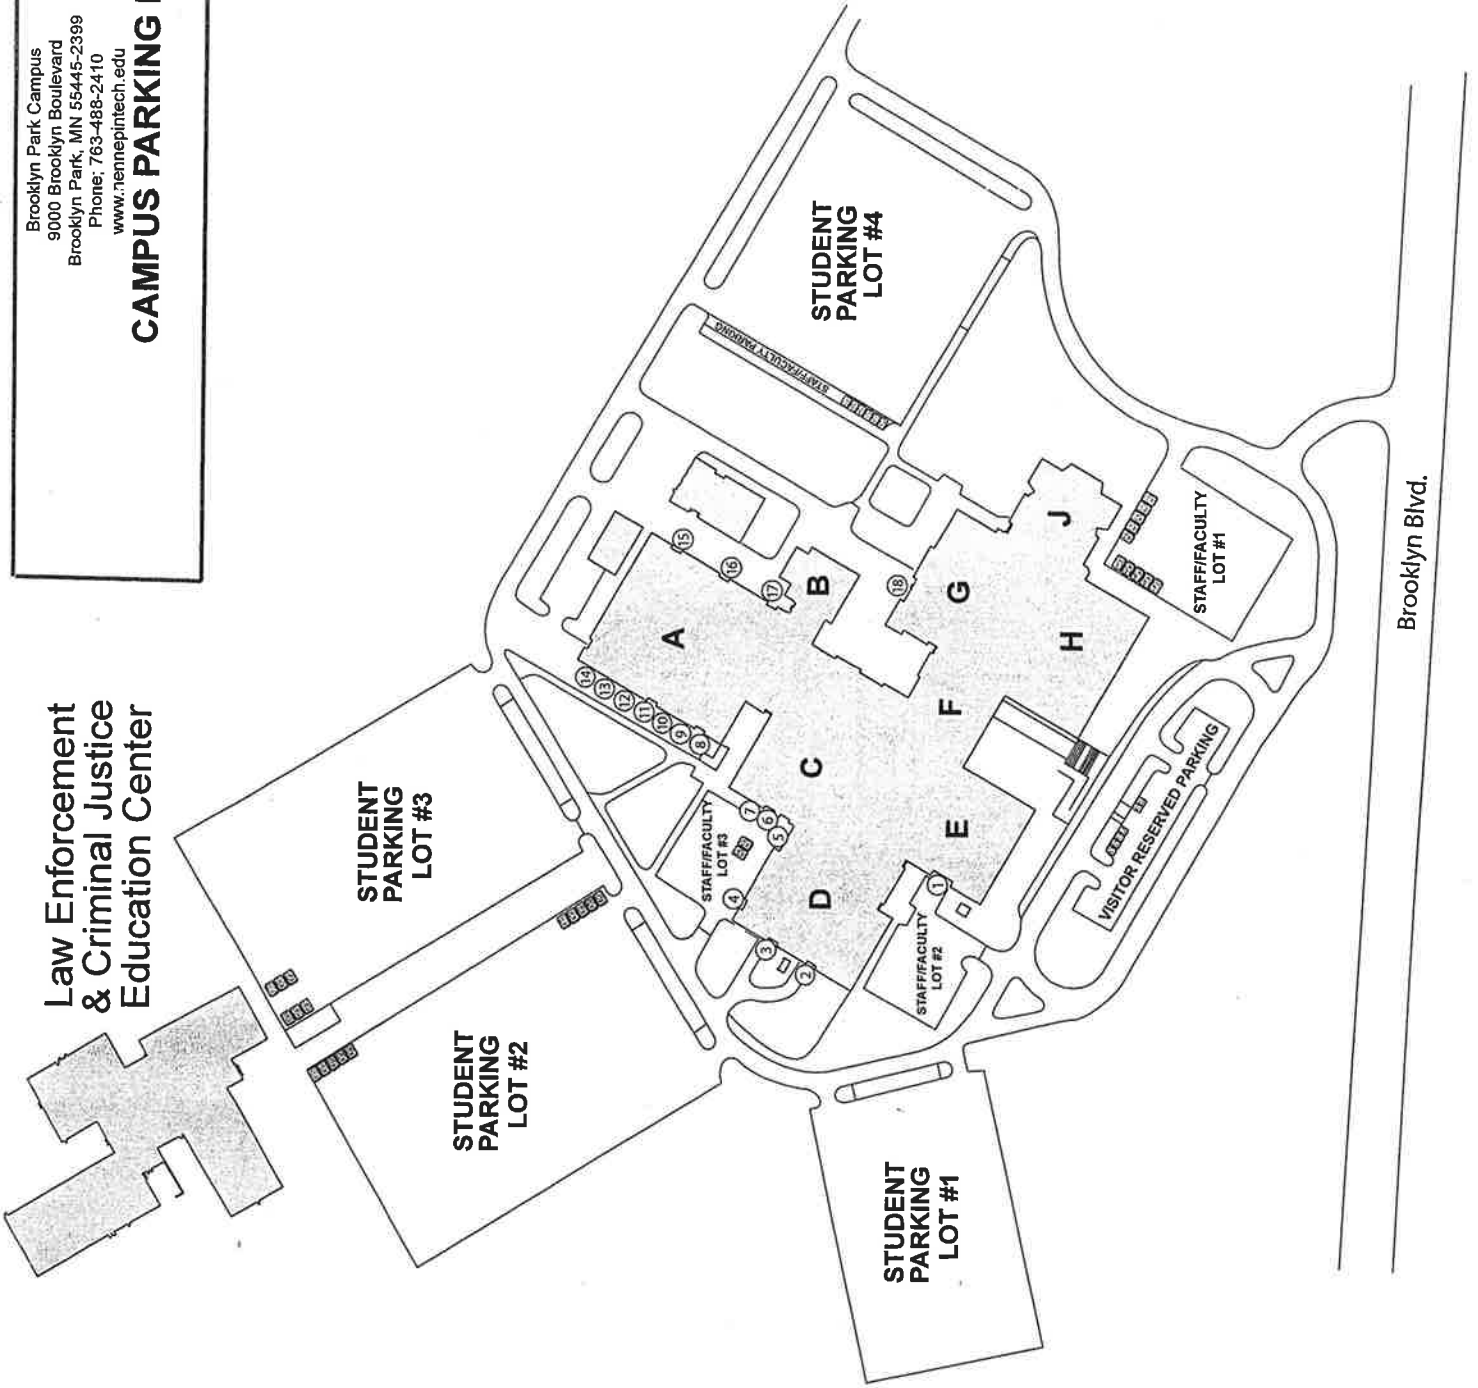 Brooklyn Park Campus
9000 Brooklyn Boulevard
Brooklyn Park, MN 55445-2399
Phone: 763-488-2410
www.hennepintech.edu
CAMPUS PARKING
Law Enforcement
& Criminal Justice
Education Center
STUDENT
PARKING
LOT #3
STUDENT
PARKING
LOT #2
STUDENT
PARKING
LOT #1
STUDENT
PARKING
LOT #4
STAFF/FACULTY PARKING
STAFF/FACULTY
LOT #3
STAFF/FACULTY
LOT #2
STAFF/FACULTY
LOT #1
VISITOR RESERVED PARKING
Brooklyn Blvd.
A
B
C
D
E
F
G
H
J
1
2
3
4
5
6
7
8
9
10
11
12
13
14
15
16
17
18